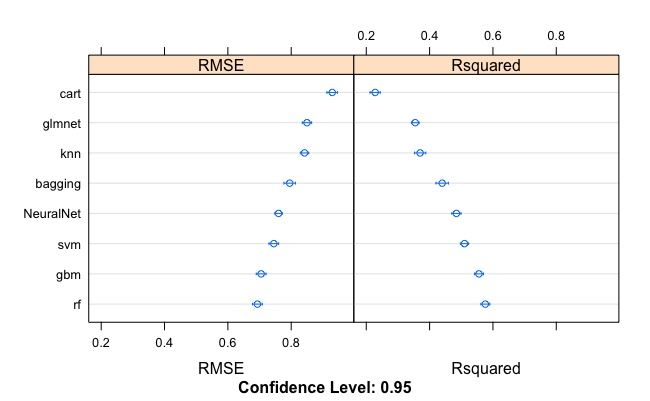 0.2 0.4 0.6 0.8
RMSE Rsquared
cart
glmnet
knn
bagging
NeuralNet
svm
gbm
rf
0.2 0.4 0.6 0.8
RMSE Rsquared
Confidence Level: 0.95